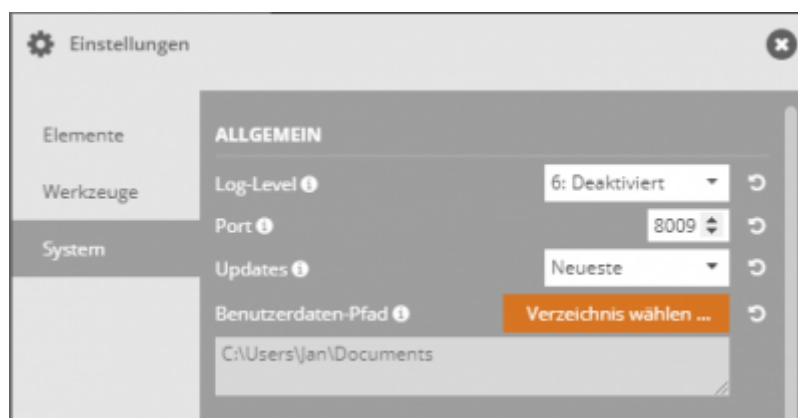 Einstellungen
Elemente
Werkzeuge
System
ALLGEMEIN
Log-Level
6: Deaktiviert
Port
8009
Updates
Neueste
Benutzerdaten-Pfad
Verzeichnis wählen ...
C:\Users\Jan\Documents